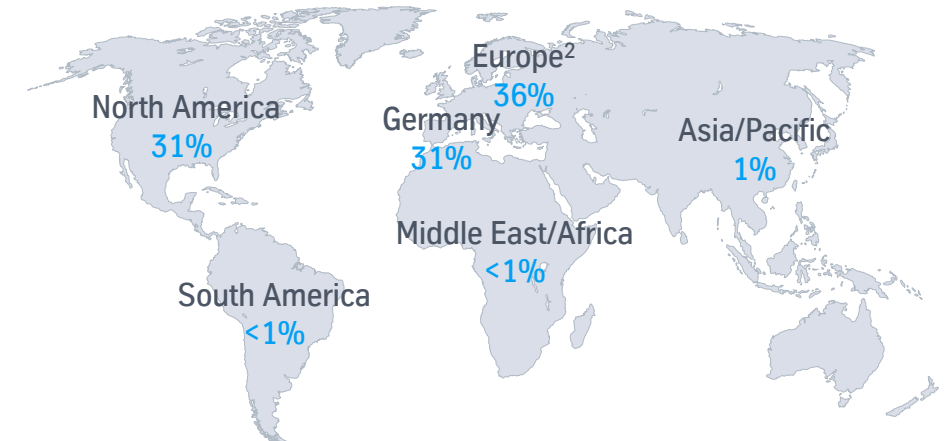 Europe²
36%
North America
31%
Germany
31%
Asia/Pacific
1%
Middle East/Africa
<1%
South America
<1%